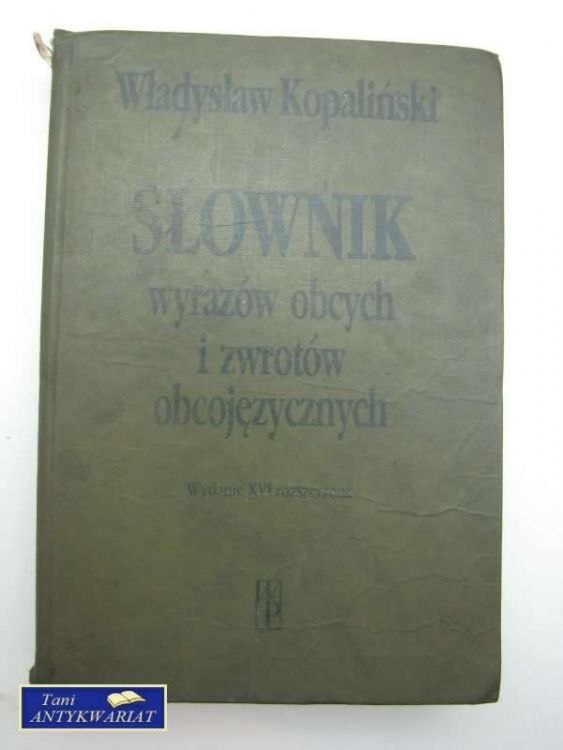 Władysław Kopaliński
SŁOWNIK
wyrazów obcych
i zwrotów
obcojęzycznych
Wydanie XVI rozszerzone
WP
Tani
ANTYKWARIAT